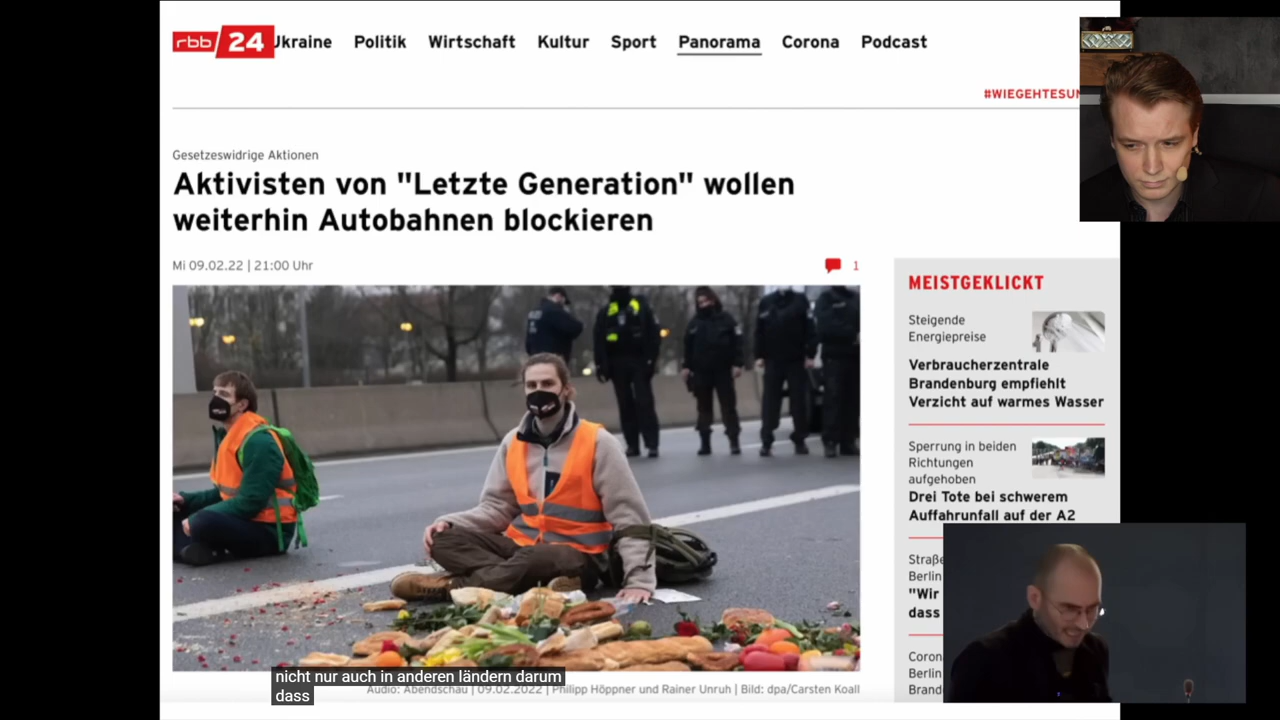 rbb 24
Ukraine Politik Wirtschaft Kultur Sport Panorama Corona Podcast
#WIEGEHTESUN
Gesetzeswidrige Aktionen
Aktivisten von "Letzte Generation" wollen
weiterhin Autobahnen blockieren
Mi 09.02.22 | 21:00 Uhr
1
MEISTGEKLICKT
Steigende
Energiepreise
Verbraucherzentrale
Brandenburg empfiehlt
Verzicht auf warmes Wasser
Sperrung in beiden
Richtungen
aufgehoben
Drei Tote bei schwerem
Auffahrunfall auf der A2
Straße
Berlin
"Wir
dass
Coron
Berlin
Brand
nicht nur auch in anderen ländern darum
dass
Audio: Abendschau | 09.02.2022 | Philipp Höppner und Rainer Unruh | Bild: dpa/Carsten Koall